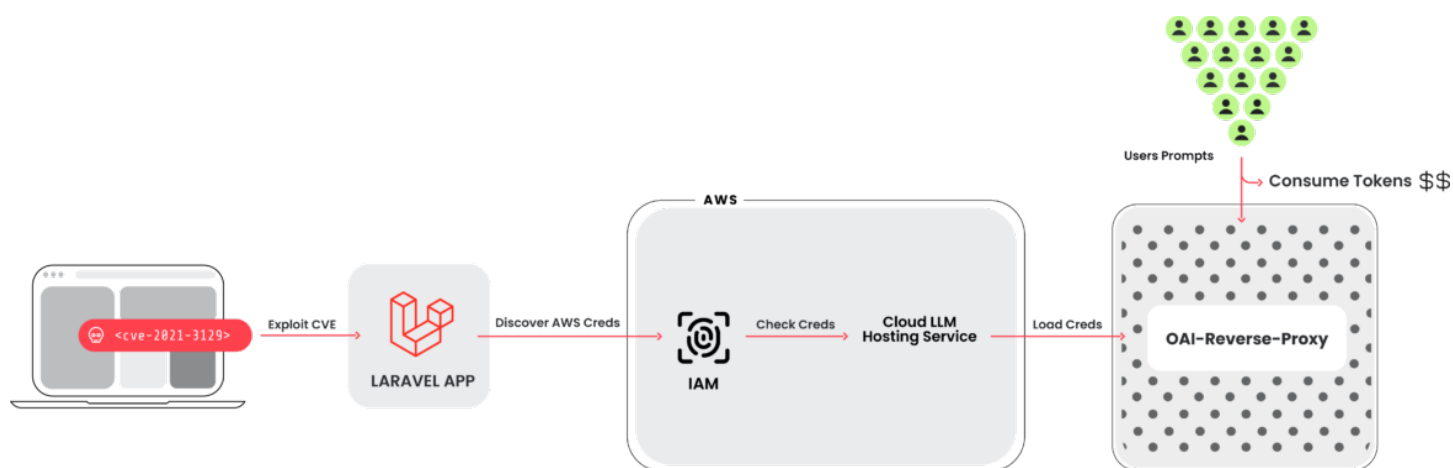 Users Prompts
Consume Tokens $$
AWS
<cve-2021-3129>
Exploit CVE
LARAVEL APP
Discover AWS Creds
IAM
Check Creds
Cloud LLM
Hosting Service
Load Creds
OAI-Reverse-Proxy